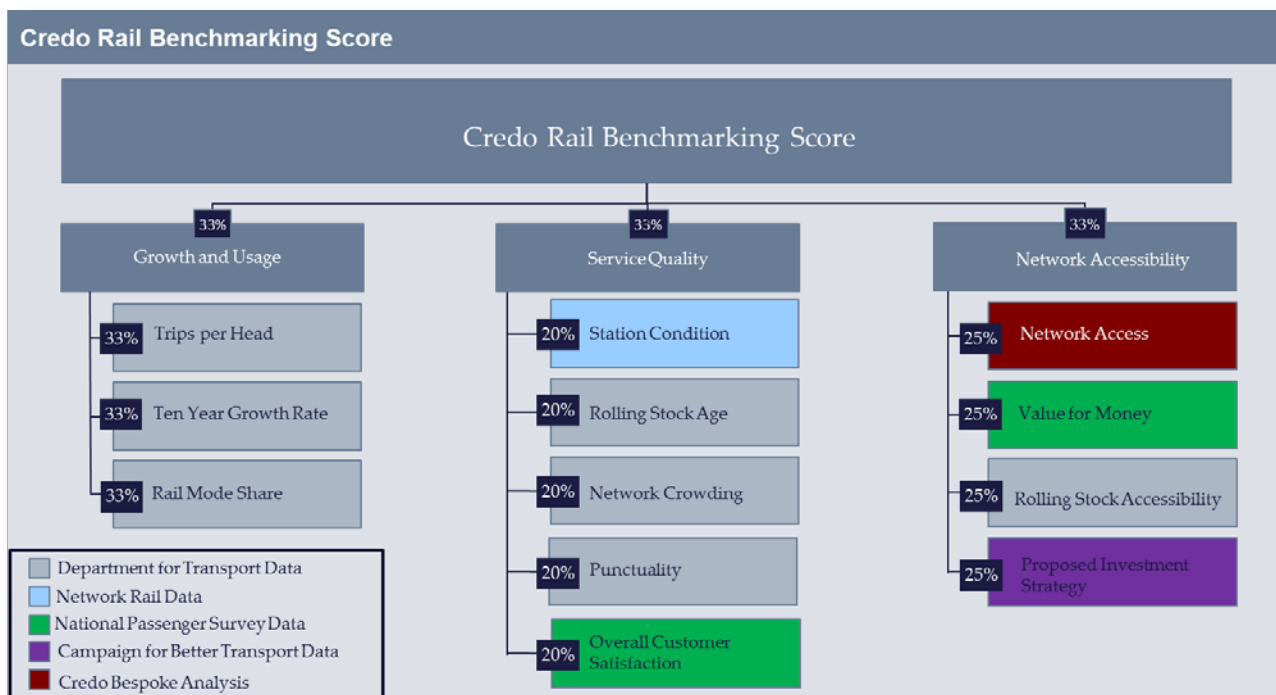 Credo Rail Benchmarking Score
Credo Rail Benchmarking Score
33%
Growth and Usage
33%
Trips per Head
33%
Ten Year Growth Rate
33%
Rail Mode Share
33%
Service Quality
20%
Station Condition
20%
Rolling Stock Age
20%
Network Crowding
20%
Punctuality
20%
Overall Customer
Satisfaction
33%
Network Accessibility
25%
Network Access
25%
Value for Money
25%
Rolling Stock Accessibility
25%
Proposed Investment
Strategy
Department for Transport Data
Network Rail Data
National Passenger Survey Data
Campaign for Better Transport Data
Credo Bespoke Analysis